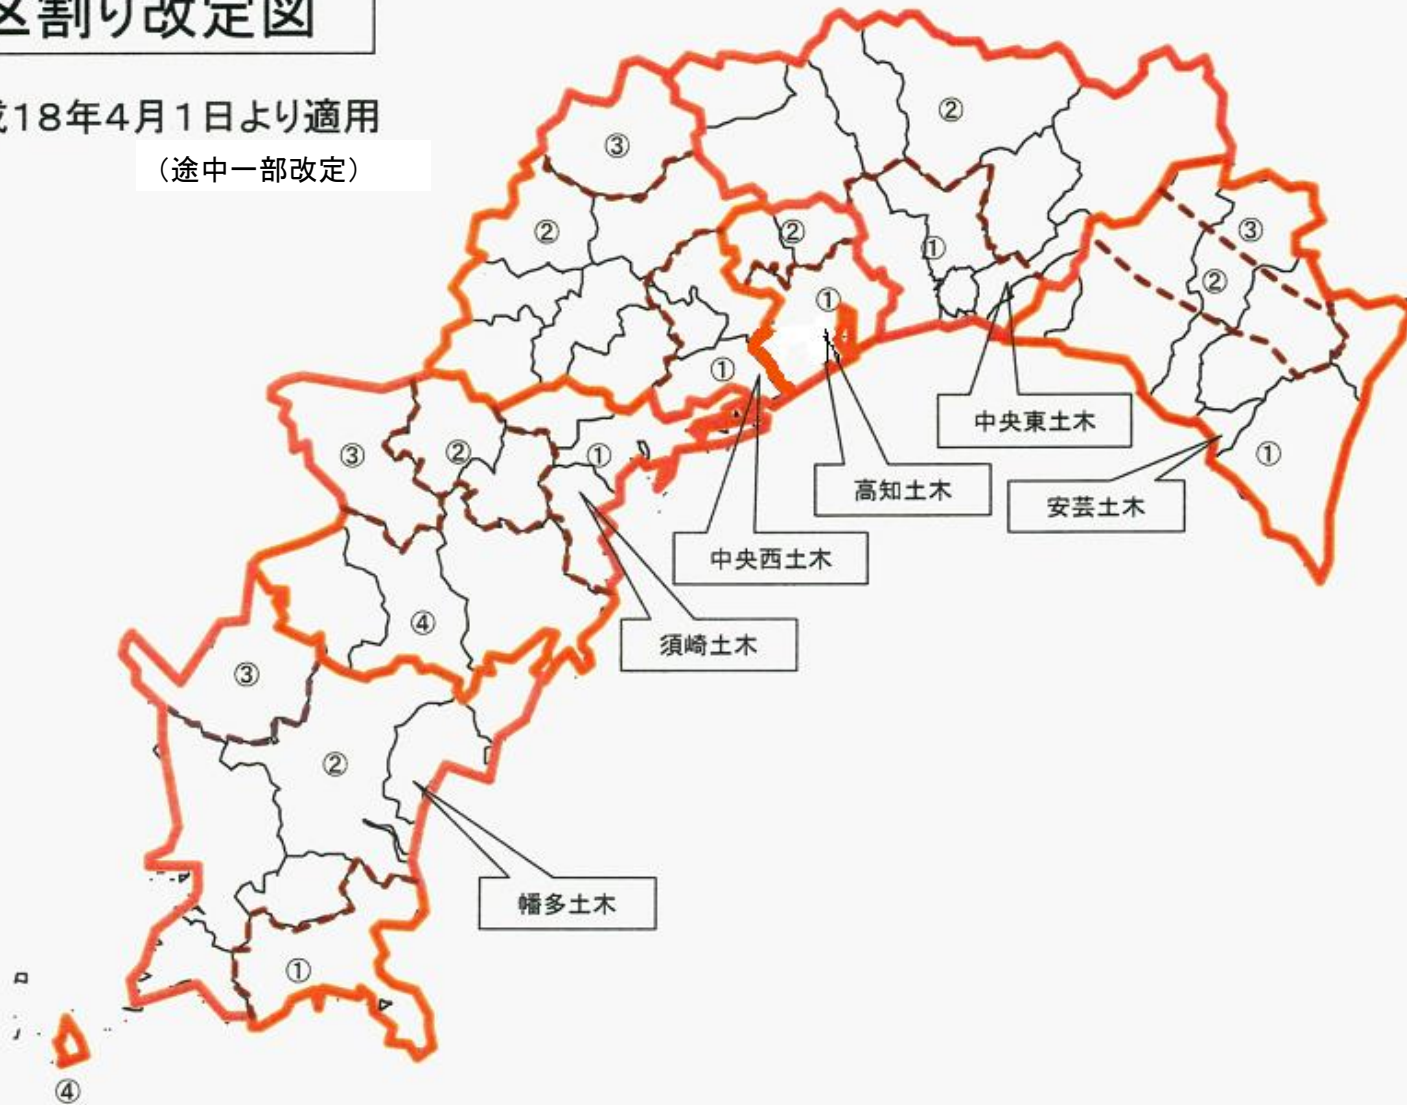 区割り改定図
成18年4月1日より適用
（途中一部改定）
②
③
②
②
①
③
②
①
①
中央東土木
③
②
①
高知土木
安芸土木
①
中央西土木
④
須崎土木
③
②
幡多土木
①
④